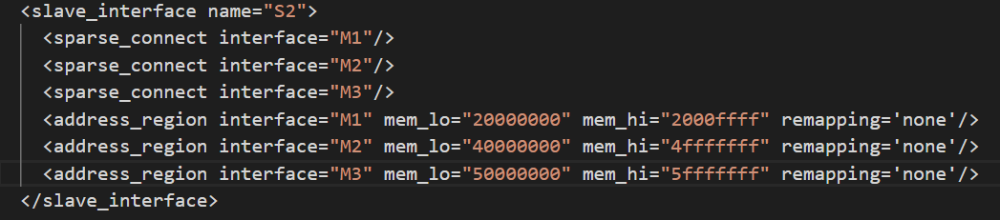 <slave_interface name="S2">
<sparse_connect interface="M1"/>
<sparse_connect interface="M2"/>
<sparse_connect interface="M3"/>
<address_region interface="M1" mem_lo="20000000" mem_hi="2000ffff" remapping='none'/>
<address_region interface="M2" mem_lo="40000000" mem_hi="4fffffff" remapping='none'/>
<address_region interface="M3" mem_lo="50000000" mem_hi="5fffffff" remapping='none'/>
</slave_interface>